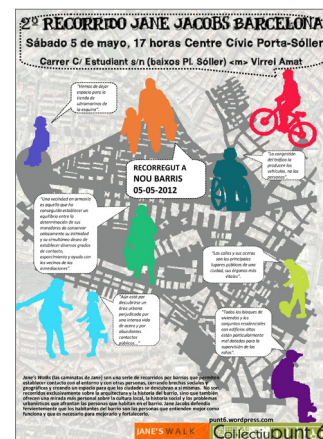 2º RECORRIDO JANE JACOBS BARCELONA
Sábado 5 de mayo, 17 horas Centre Cívic Porta-Sóller
Carrer C/ Estudiant s/n (baixos Pl. Sóller) <m> Virrei Amat
"Hemos de dejar
espacio para la
tienda de
ultramarinos de
la esquina".
"La congestión
del tráfico la
producen los
vehículos, no las
personas".
RECORREGUT A
NOU BARRIS
05-05-2012
"Una vecindad en armonía
es aquella que ha
conseguido establecer un
equilibrio entre la
determinación de sus
moradores de conservar
celosamente su intimidad
y su simultáneo deseo de
establecer diversos grados
de contacto,
esparcimiento y ayuda con
los vecinos de las
inmediaciones".
"Las calles y sus aceras
son los principales
lugares públicos de una
ciudad, sus órganos más
vitales".
"Aún está por
descubrirse un
área urbana
perjudicada por
una intensa vida
de acera y por
abundantes
contactos
públicos."
"Todos los bloques de
viviendas y los
conjuntos residenciales
con edificios altos
están particularmente
mal dotados para la
supervisión de los
niños".
Jane's Walks (las caminatas de Jane) son una serie de recorridos por barrios que permiten
establecer contacto con el entorno y con otras personas, cerrando brechas sociales y
geográficas y creando un espacio para que las ciudades se descubran a sí mismas. No son
recorridos exclusivamente sobre la arquitectura y la historia del barrio, sino que también
ofrecen una mirada más personal sobre la cultura local, la historia social y los problemas
urbanísticos que afrontan las personas que habitan en el barrio. Jane Jacobs defendía
fervientemente que los habitantes del barrio son las personas que entienden mejor como
funciona y que es necesario para mejorarlo y fortalecerlo.
punt6.wordpress.com
JANE'S WALK
Col·lectiu punt 6